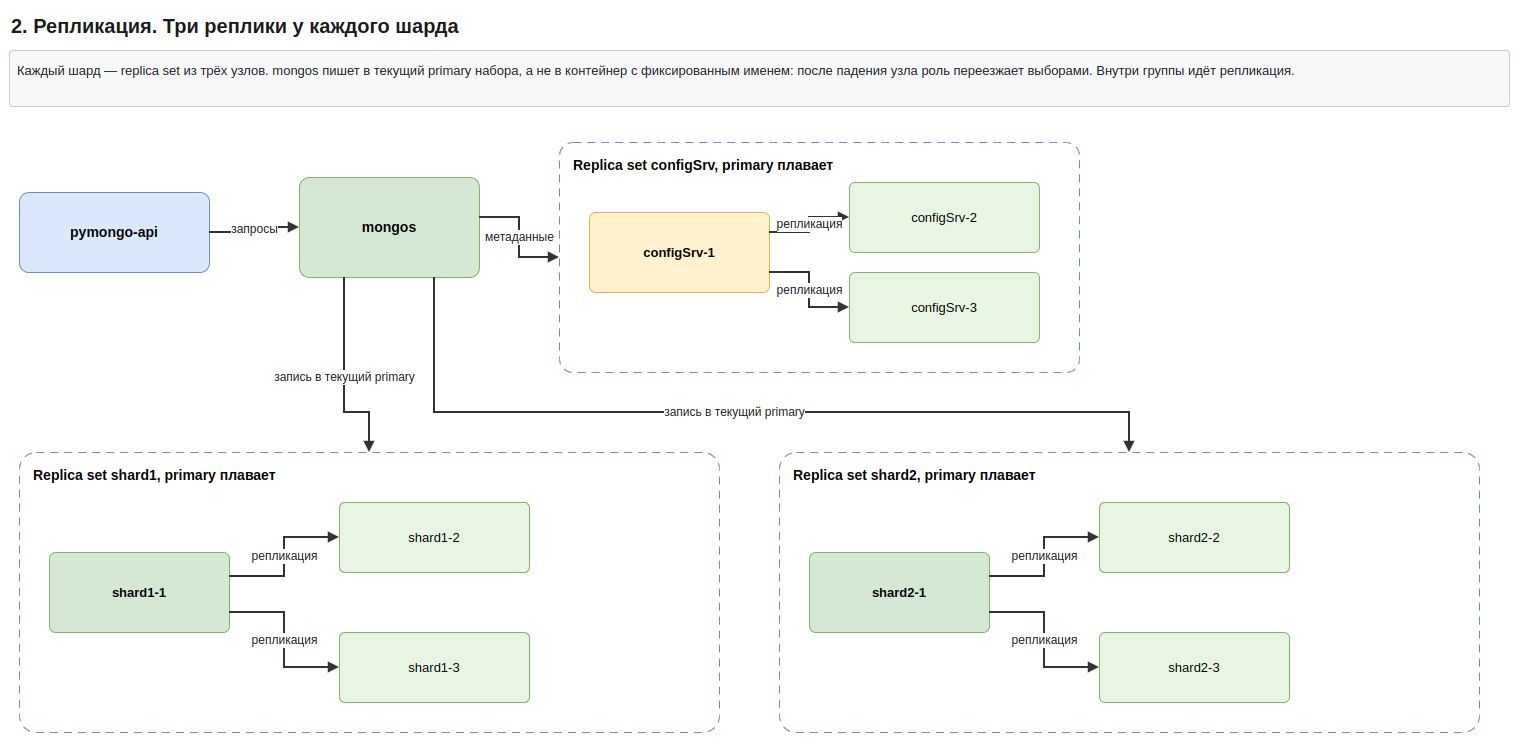 2. Репликация. Три реплики у каждого шарда
Каждый шард — replica set из трёх узлов. mongos пишет в текущий primary набора, а не в контейнер с фиксированным именем: после падения узла роль переезжает выборами. Внутри группы идёт репликация.
pymongo-api
запросы
mongos
метаданные
Replica set configSrv, primary плавает
configSrv-1
репликация
configSrv-2
репликация
configSrv-3
запись в текущий primary
запись в текущий primary
Replica set shard1, primary плавает
shard1-1
репликация
shard1-2
репликация
shard1-3
Replica set shard2, primary плавает
shard2-1
репликация
shard2-2
репликация
shard2-3